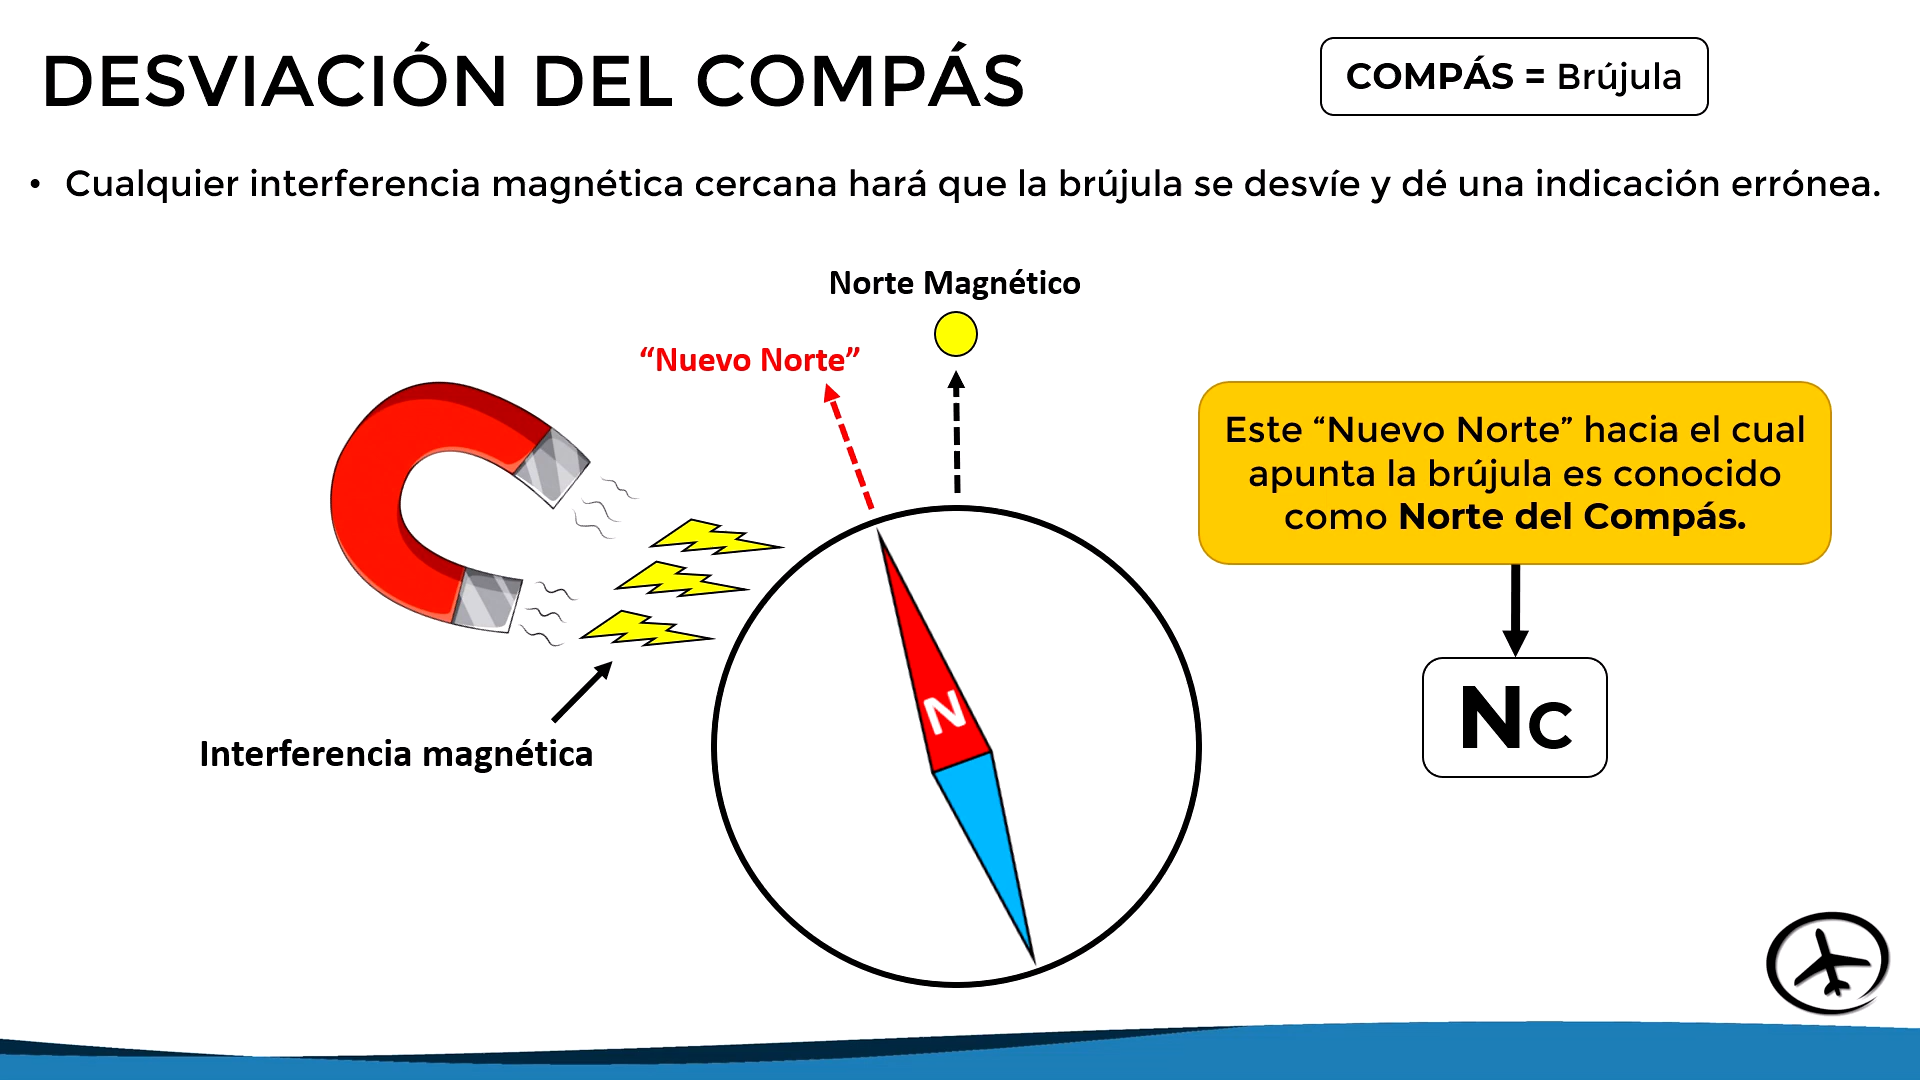 DESVIACIÓN DEL COMPÁS
COMPÁS = Brújula
• Cualquier interferencia magnética cercana hará que la brújula se desvíe y dé una indicación errónea.
Norte Magnético
“Nuevo Norte”
Este “Nuevo Norte” hacia el cual
apunta la brújula es conocido
como Norte del Compás.
N
Nc
Interferencia magnética